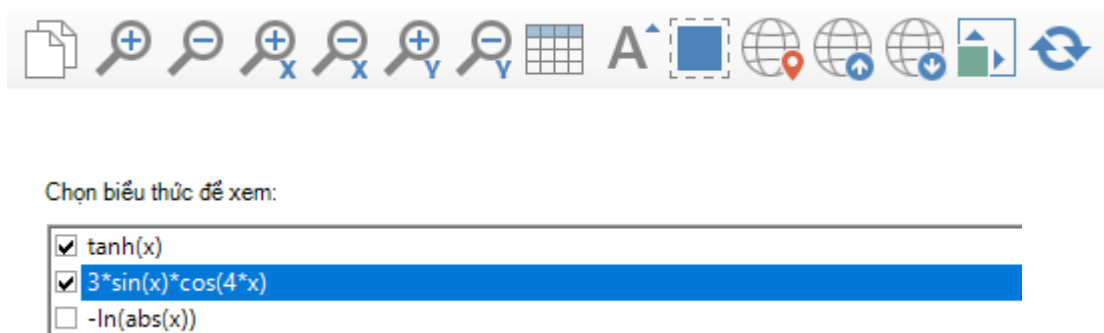 X X Y Y A
Chọn biểu thức để xem:
tanh(x)
3*sin(x)*cos(4*x)
-ln(abs(x))